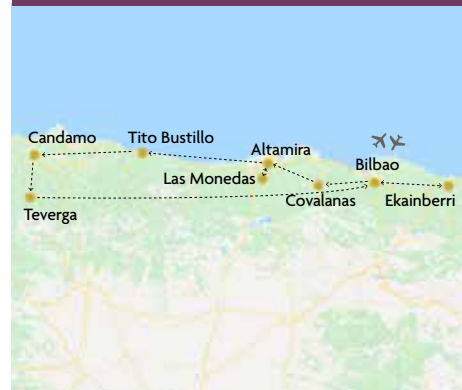 Candamo
Tito Bustillo
Altamira
Bilbao
Las Monedas
Covalanas
Ekainberri
Teverga